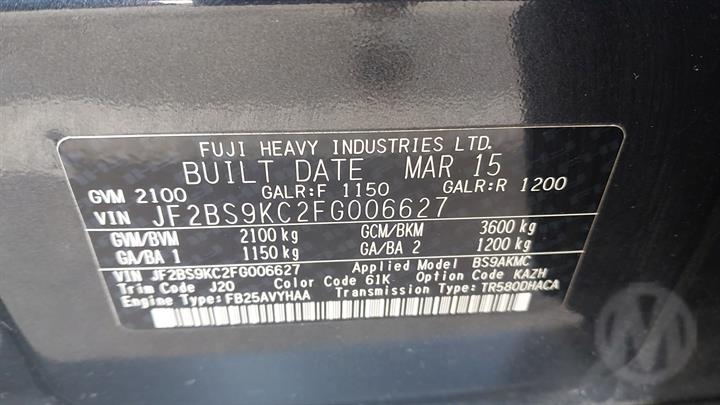 FUJI HEAVY INDUSTRIES LTD.
BUILT DATE MAR 15
GVM 2100 GALR:F 1150 GALR:R 1200
VIN JF2BS9KC2FG006627
GVM/BVM 2100 kg GCM/BKM 3600 kg
GA/BA 1 1150 kg GA/BA 2 1200 kg
VIN JF2BS9KC2FG006627 Applied Model BS9AKMC
Trim Code J20 Color Code 61K Option Code KAZH
Engine Type: FB25AVYHAA Transmission Type: TR580DHACA
M